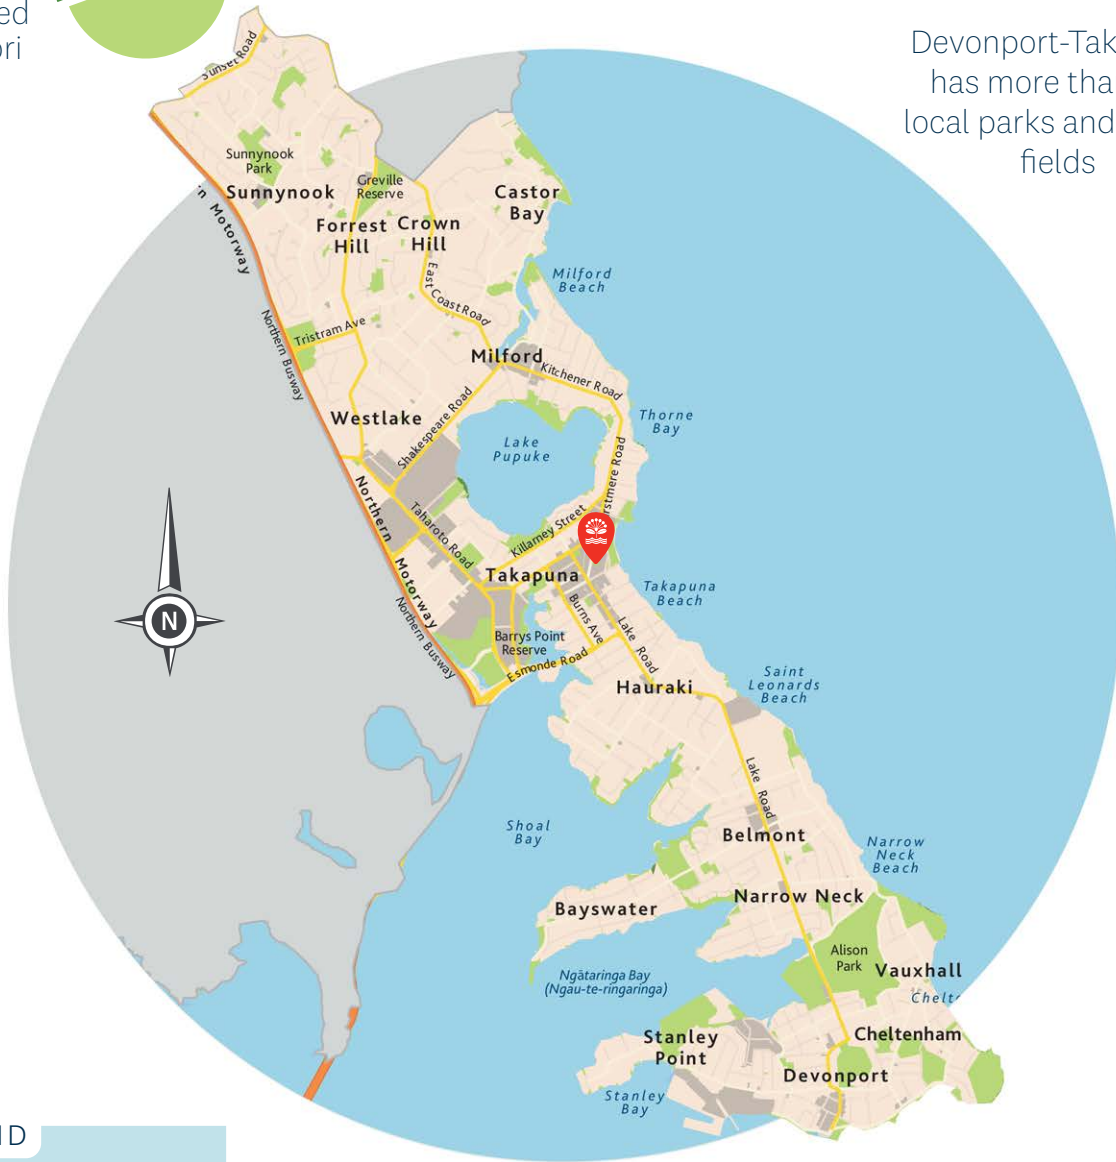 Devonport-Tak
has more tha
local parks and
fields
Sunset Road
Sunnynook
Park
Sunnynook
Greville
Reserve
Castor
Bay
Forrest
Hill
Crown
Hill
Motorway
East Coast Road
Milford
Beach
Northern Busway
Tristram Ave
Milford
Kitchener Road
Westlake
Shakespeare Road
Thorne
Bay
Lake
Pupuke
Northern Motorway
Taharoto Road
Killarney Street
Takapuna
Takapuna
Beach
Northern Busway
Burns Ave
Lake Road
Barrys Point
Reserve
Esmonde Road
Hauraki
Saint
Leonards
Beach
Lake Road
Shoal
Bay
Belmont
Narrow
Neck
Beach
Narrow Neck
Bayswater
Alison
Park
Vauxhall
Ngātaringa Bay
(Ngau-te-ringaringa)
Stanley
Point
Cheltenham
Devonport
Stanley
Bay
N